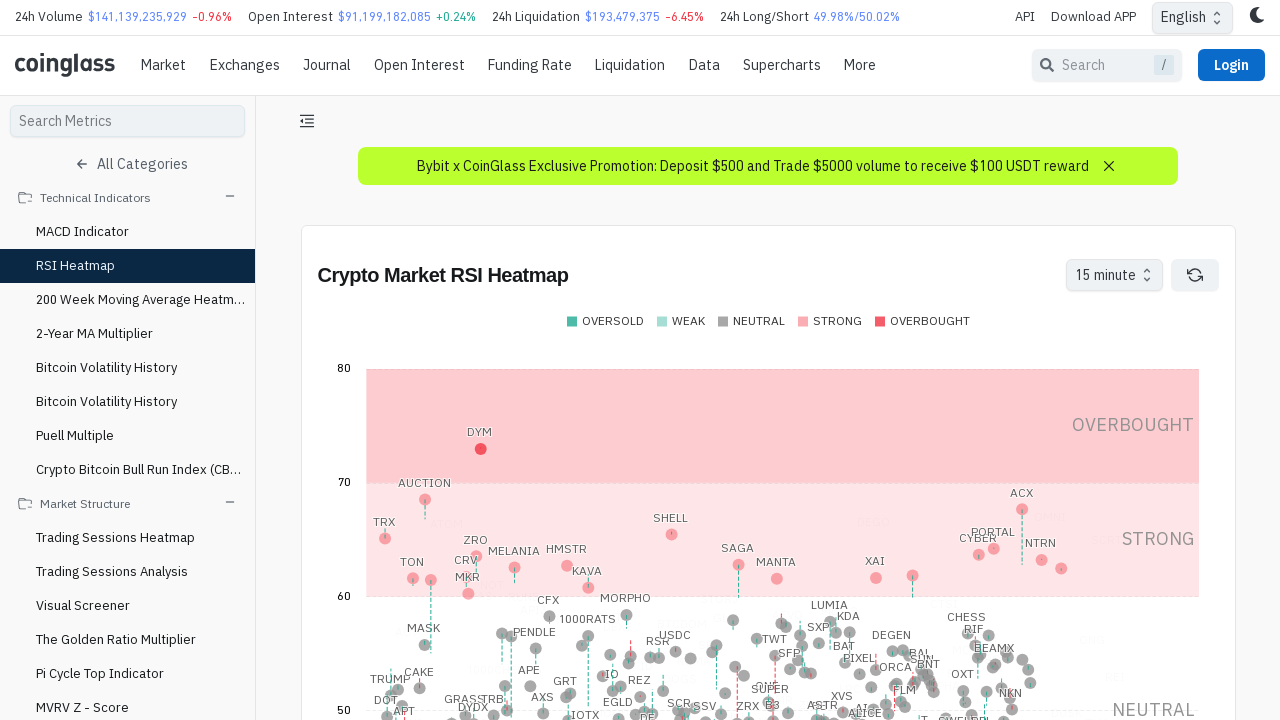 24h Volume $141,139,235,929 -0.96% Open Interest $91,199,182,085 +0.24% 24h Liquidation $193,479,375 -6.45% 24h Long/Short 49.98%/50.02% API Download APP English
coinglass Market Exchanges Journal Open Interest Funding Rate Liquidation Data Supercharts More Search / Login
Search Metrics
All Categories
Technical Indicators
MACD Indicator
RSI Heatmap
200 Week Moving Average Heatm...
2-Year MA Multiplier
Bitcoin Volatility History
Bitcoin Volatility History
Puell Multiple
Crypto Bitcoin Bull Run Index (CB...
Market Structure
Trading Sessions Heatmap
Trading Sessions Analysis
Visual Screener
The Golden Ratio Multiplier
Pi Cycle Top Indicator
MVRV Z - Score
Bybit x CoinGlass Exclusive Promotion: Deposit $500 and Trade $5000 volume to receive $100 USDT reward
Crypto Market RSI Heatmap
15 minute
OVERSOLD WEAK NEUTRAL STRONG OVERBOUGHT
80
OVERBOUGHT
DYM
70
AUCTION
ACX
TRX
SHELL
PORTAL
CYBER
STRONG
ZRO
NTRN
MELANIA
HMSTR
SAGA
TON
CRV
MANTA
XAI
KAVA
MKR
60
CFX
MORPHO
LUMIA
1000RATS
KDA
CHESS
MASK
PENDLE
SXP
RIF
RSR
USDC
TWT
DEGEN
BAT
BEAMX
SFP
BAL
PIXEL
SUN
BNT
CAKE
APE
IO
ORCA
OXT
TRUMP
REZ
GRT
SUPER
FLM
NKN
DOT
GRASS
TRB
AXS
EGLD
SCR
SSV
ZRX
B3
ASTR
XVS
50
APT
DYDX
IOTX
ALICE
NEUTRAL